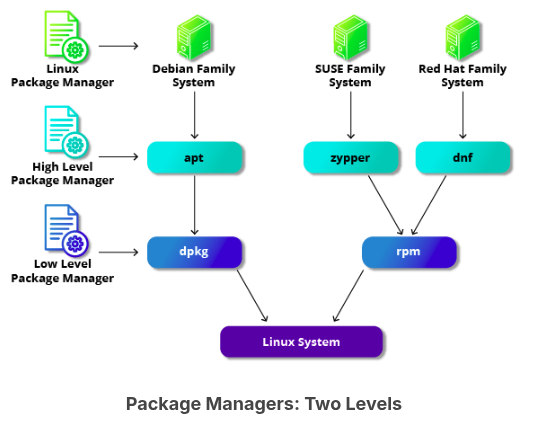 Linux
Package Manager
Debian Family
System
SUSE Family
System
Red Hat Family
System
High Level
Package Manager
apt
zypper
dnf
Low Level
Package Manager
dpkg
rpm
Linux System
Package Managers: Two Levels